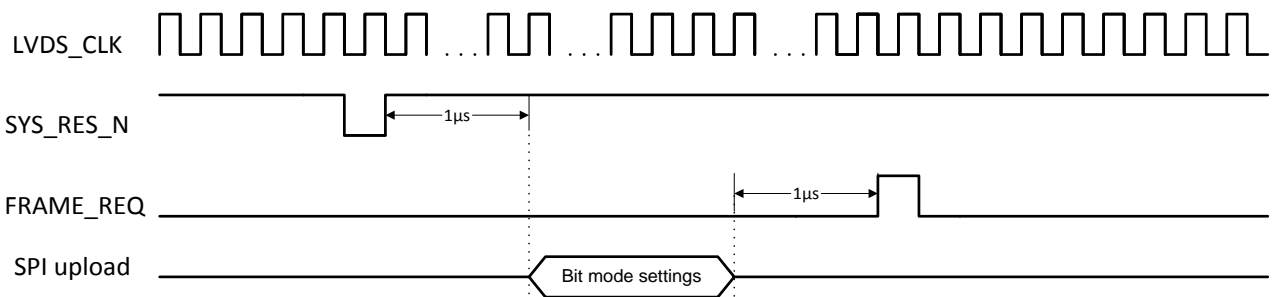 LVDS_CLK
... ... ...
SYS_RES_N
1µs
FRAME_REQ
1µs
SPI upload
Bit mode settings